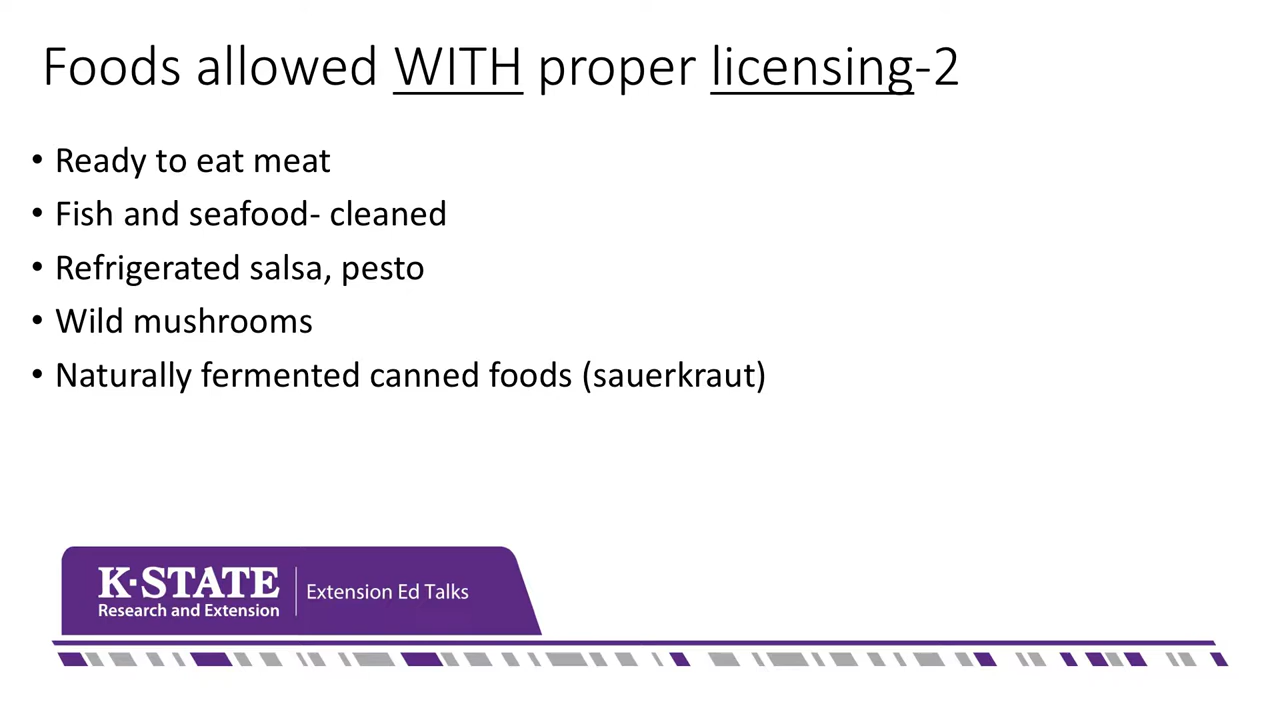 Foods allowed WITH proper licensing-2
• Ready to eat meat
• Fish and seafood- cleaned
• Refrigerated salsa, pesto
• Wild mushrooms
• Naturally fermented canned foods (sauerkraut)
K·STATE
Research and Extension
Extension Ed Talks